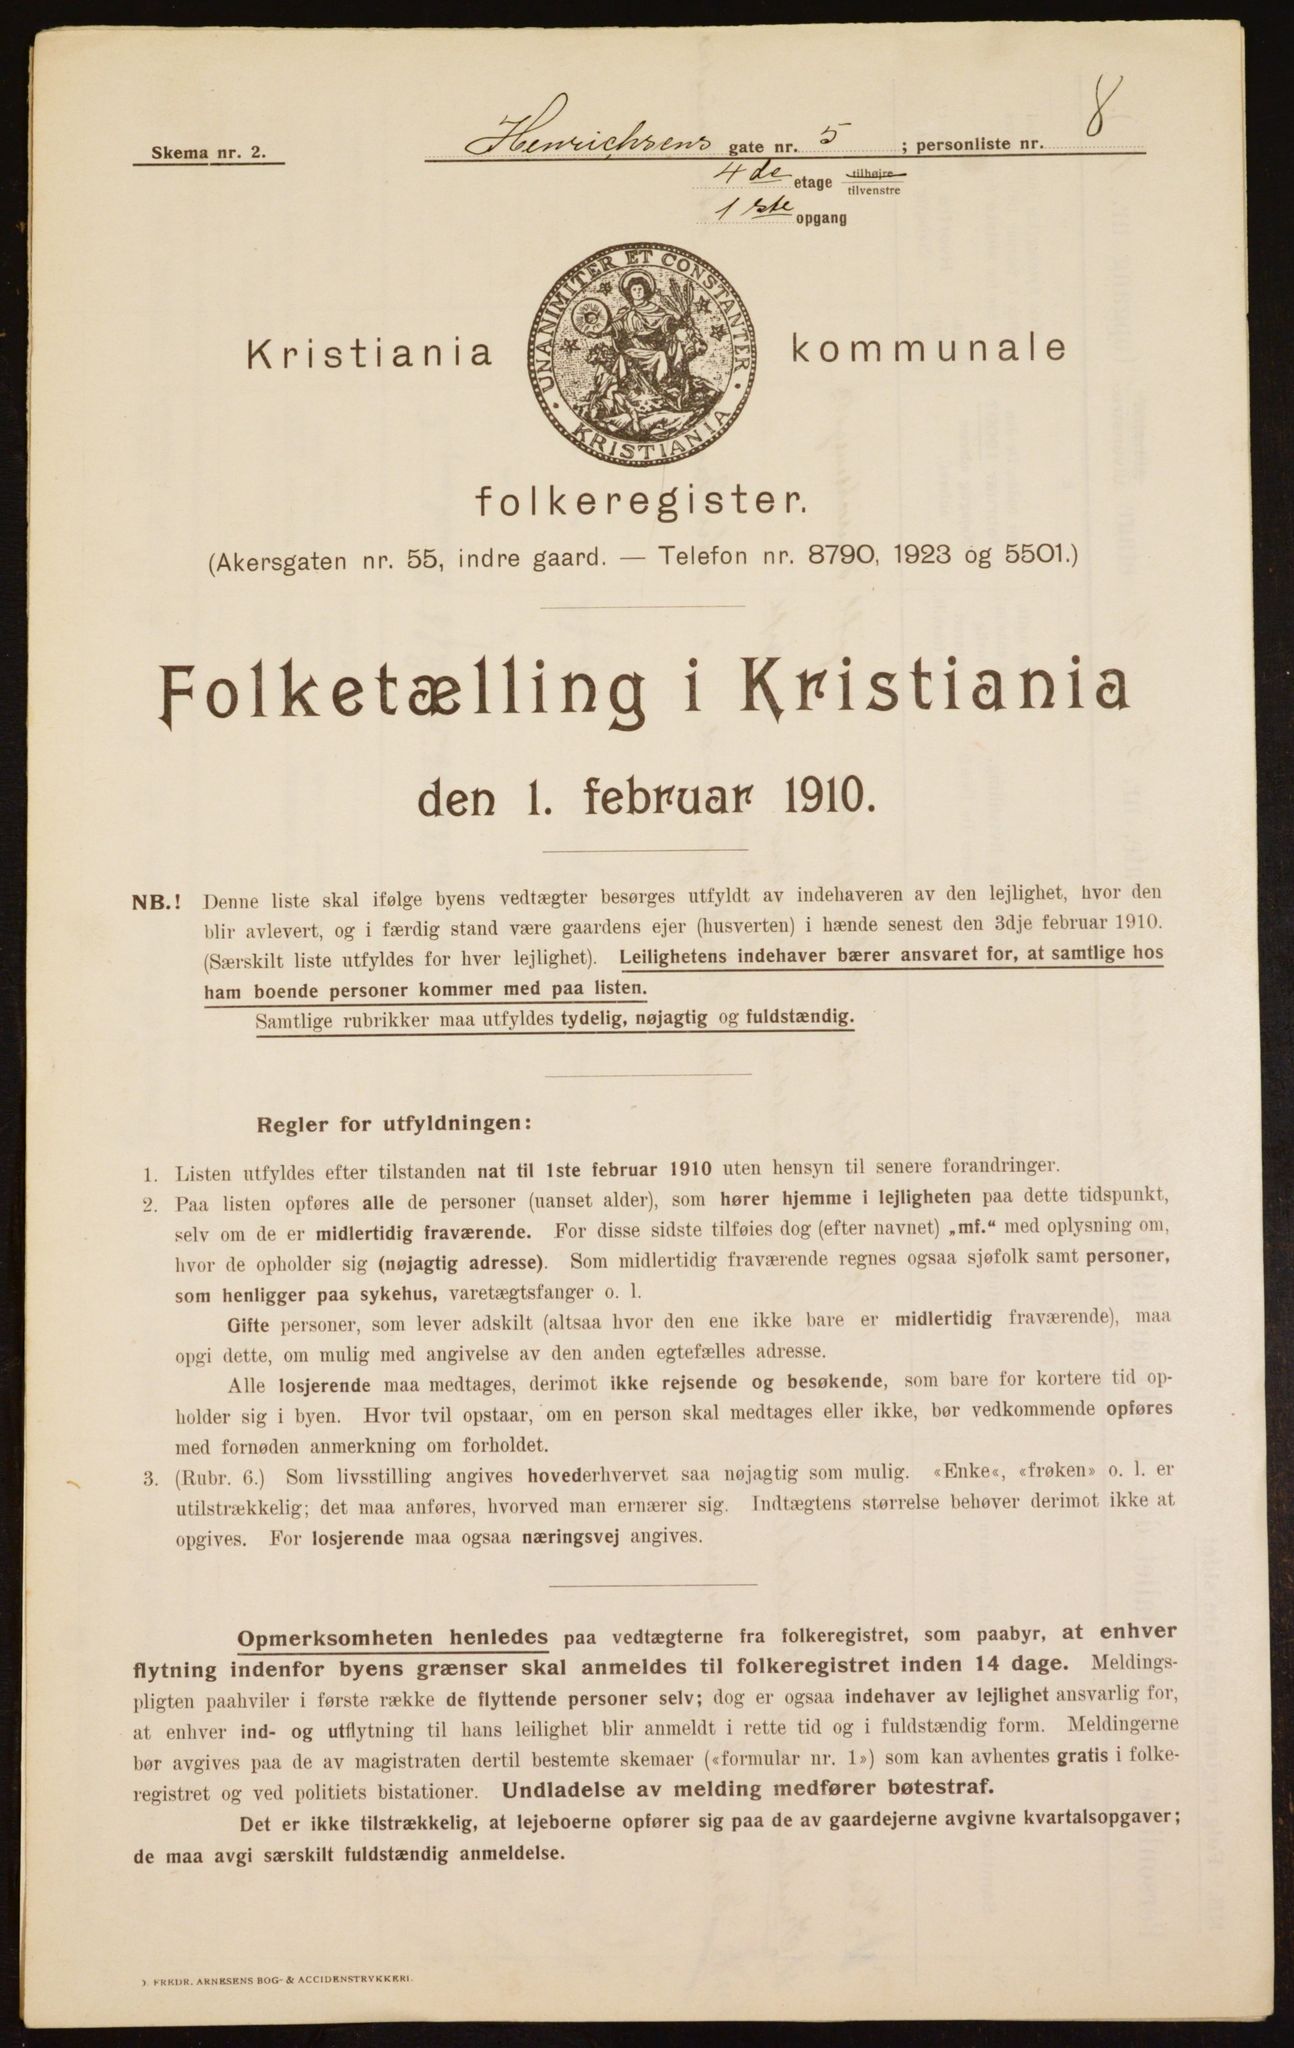 Skema nr. 2.
Henrichsens gate nr. 5 ; personliste nr. 8
4de etage tilhøjre
tilvenstre
1ste opgang
UNANIMITER ET CONSTANTER
KRISTIANIA
Kristiania kommunale
folkeregister.
(Akersgaten nr. 55, indre gaard. — Telefon nr. 8790, 1923 og 5501.)
Folketælling i Kristiania
den 1. februar 1910.
NB.! Denne liste skal ifølge byens vedtægter besørges utfyldt av indehaveren av den lejlighet, hvor den
blir avlevert, og i færdig stand være gaardens ejer (husverten) i hænde senest den 3dje februar 1910.
(Særskilt liste utfyldes for hver lejlighet). Leilighetens indehaver bærer ansvaret for, at samtlige hos
ham boende personer kommer med paa listen.
Samtlige rubrikker maa utfyldes tydelig, nøjagtig og fuldstændig.
Regler for utfyldningen:
1. Listen utfyldes efter tilstanden nat til 1ste februar 1910 uten hensyn til senere forandringer.
2. Paa listen opføres alle de personer (uanset alder), som hører hjemme i lejligheten paa dette tidspunkt,
selv om de er midlertidig fraværende. For disse sidste tilføies dog (efter navnet) „mf.“ med oplysning om,
hvor de opholder sig (nøjagtig adresse). Som midlertidig fraværende regnes ogsaa sjøfolk samt personer,
som henligger paa sykehus, varetægtsfanger o. l.
Gifte personer, som lever adskilt (altsaa hvor den ene ikke bare er midlertidig fraværende), maa
opgi dette, om mulig med angivelse av den anden egtefælles adresse.
Alle losjerende maa medtages, derimot ikke rejsende og besøkende, som bare for kortere tid op-
holder sig i byen. Hvor tvil opstaar, om en person skal medtages eller ikke, bør vedkommende opføres
med fornøden anmerkning om forholdet.
3. (Rubr. 6.) Som livsstilling angives hovederhvervet saa nøjagtig som mulig. «Enke«, «frøken» o. l. er
utilstrækkelig; det maa anføres, hvorved man ernærer sig. Indtægtens størrelse behøver derimot ikke at
opgives. For losjerende maa ogsaa næringsvej angives.
Opmerksomheten henledes paa vedtægterne fra folkeregistret, som paabyr, at enhver
flytning indenfor byens grænser skal anmeldes til folkeregistret inden 14 dage. Meldings-
pligten paahviler i første række de flyttende personer selv; dog er ogsaa indehaver av lejlighet ansvarlig for,
at enhver ind- og utflytning til hans leilighet blir anmeldt i rette tid og i fuldstændig form. Meldingerne
bør avgives paa de av magistraten dertil bestemte skemaer («formular nr. 1») som kan avhentes gratis i folke-
registret og ved politiets bistationer. Undladelse av melding medfører bøtestraf.
Det er ikke tilstrækkelig, at lejeboerne opfører sig paa de av gaardejerne avgivne kvartalsopgaver;
de maa avgi særskilt fuldstændig anmeldelse.
FREDR. ARNESENS BOG- & ACCIDENSTRYKKERI.